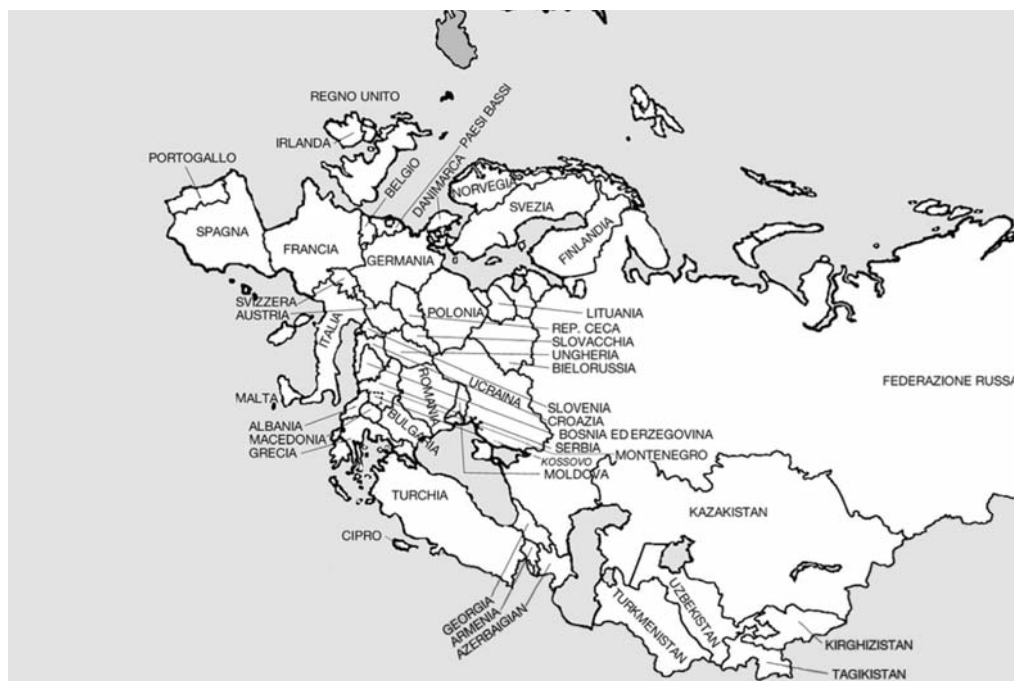 REGNO UNITO
IRLANDA
PAESI BASSI
PORTOGALLO
BELGIO
DANIMARCA
NORVEGIA
SVEZIA
FINLANDIA
SPAGNA
FRANCIA
GERMANIA
SVIZZERA
AUSTRIA
ITALIA
POLONIA
LITUANIA
REP. CECA
SLOVACCHIA
UNGHERIA
BIELORUSSIA
FEDERAZIONE RUSSA
MALTA
ROMANIA
UCRAINA
SLOVENIA
CROAZIA
BOSNIA ED ERZEGOVINA
SERBIA
MONTENEGRO
KOSSOVO
MOLDOVA
ALBANIA
MACEDONIA
GRECIA
BULGARIA
TURCHIA
KAZAKISTAN
CIPRO
GEORGIA
ARMENIA
AZERBAIGIAN
TURKMENISTAN
UZBEKISTAN
KIRGHIZISTAN
TAGIKISTAN